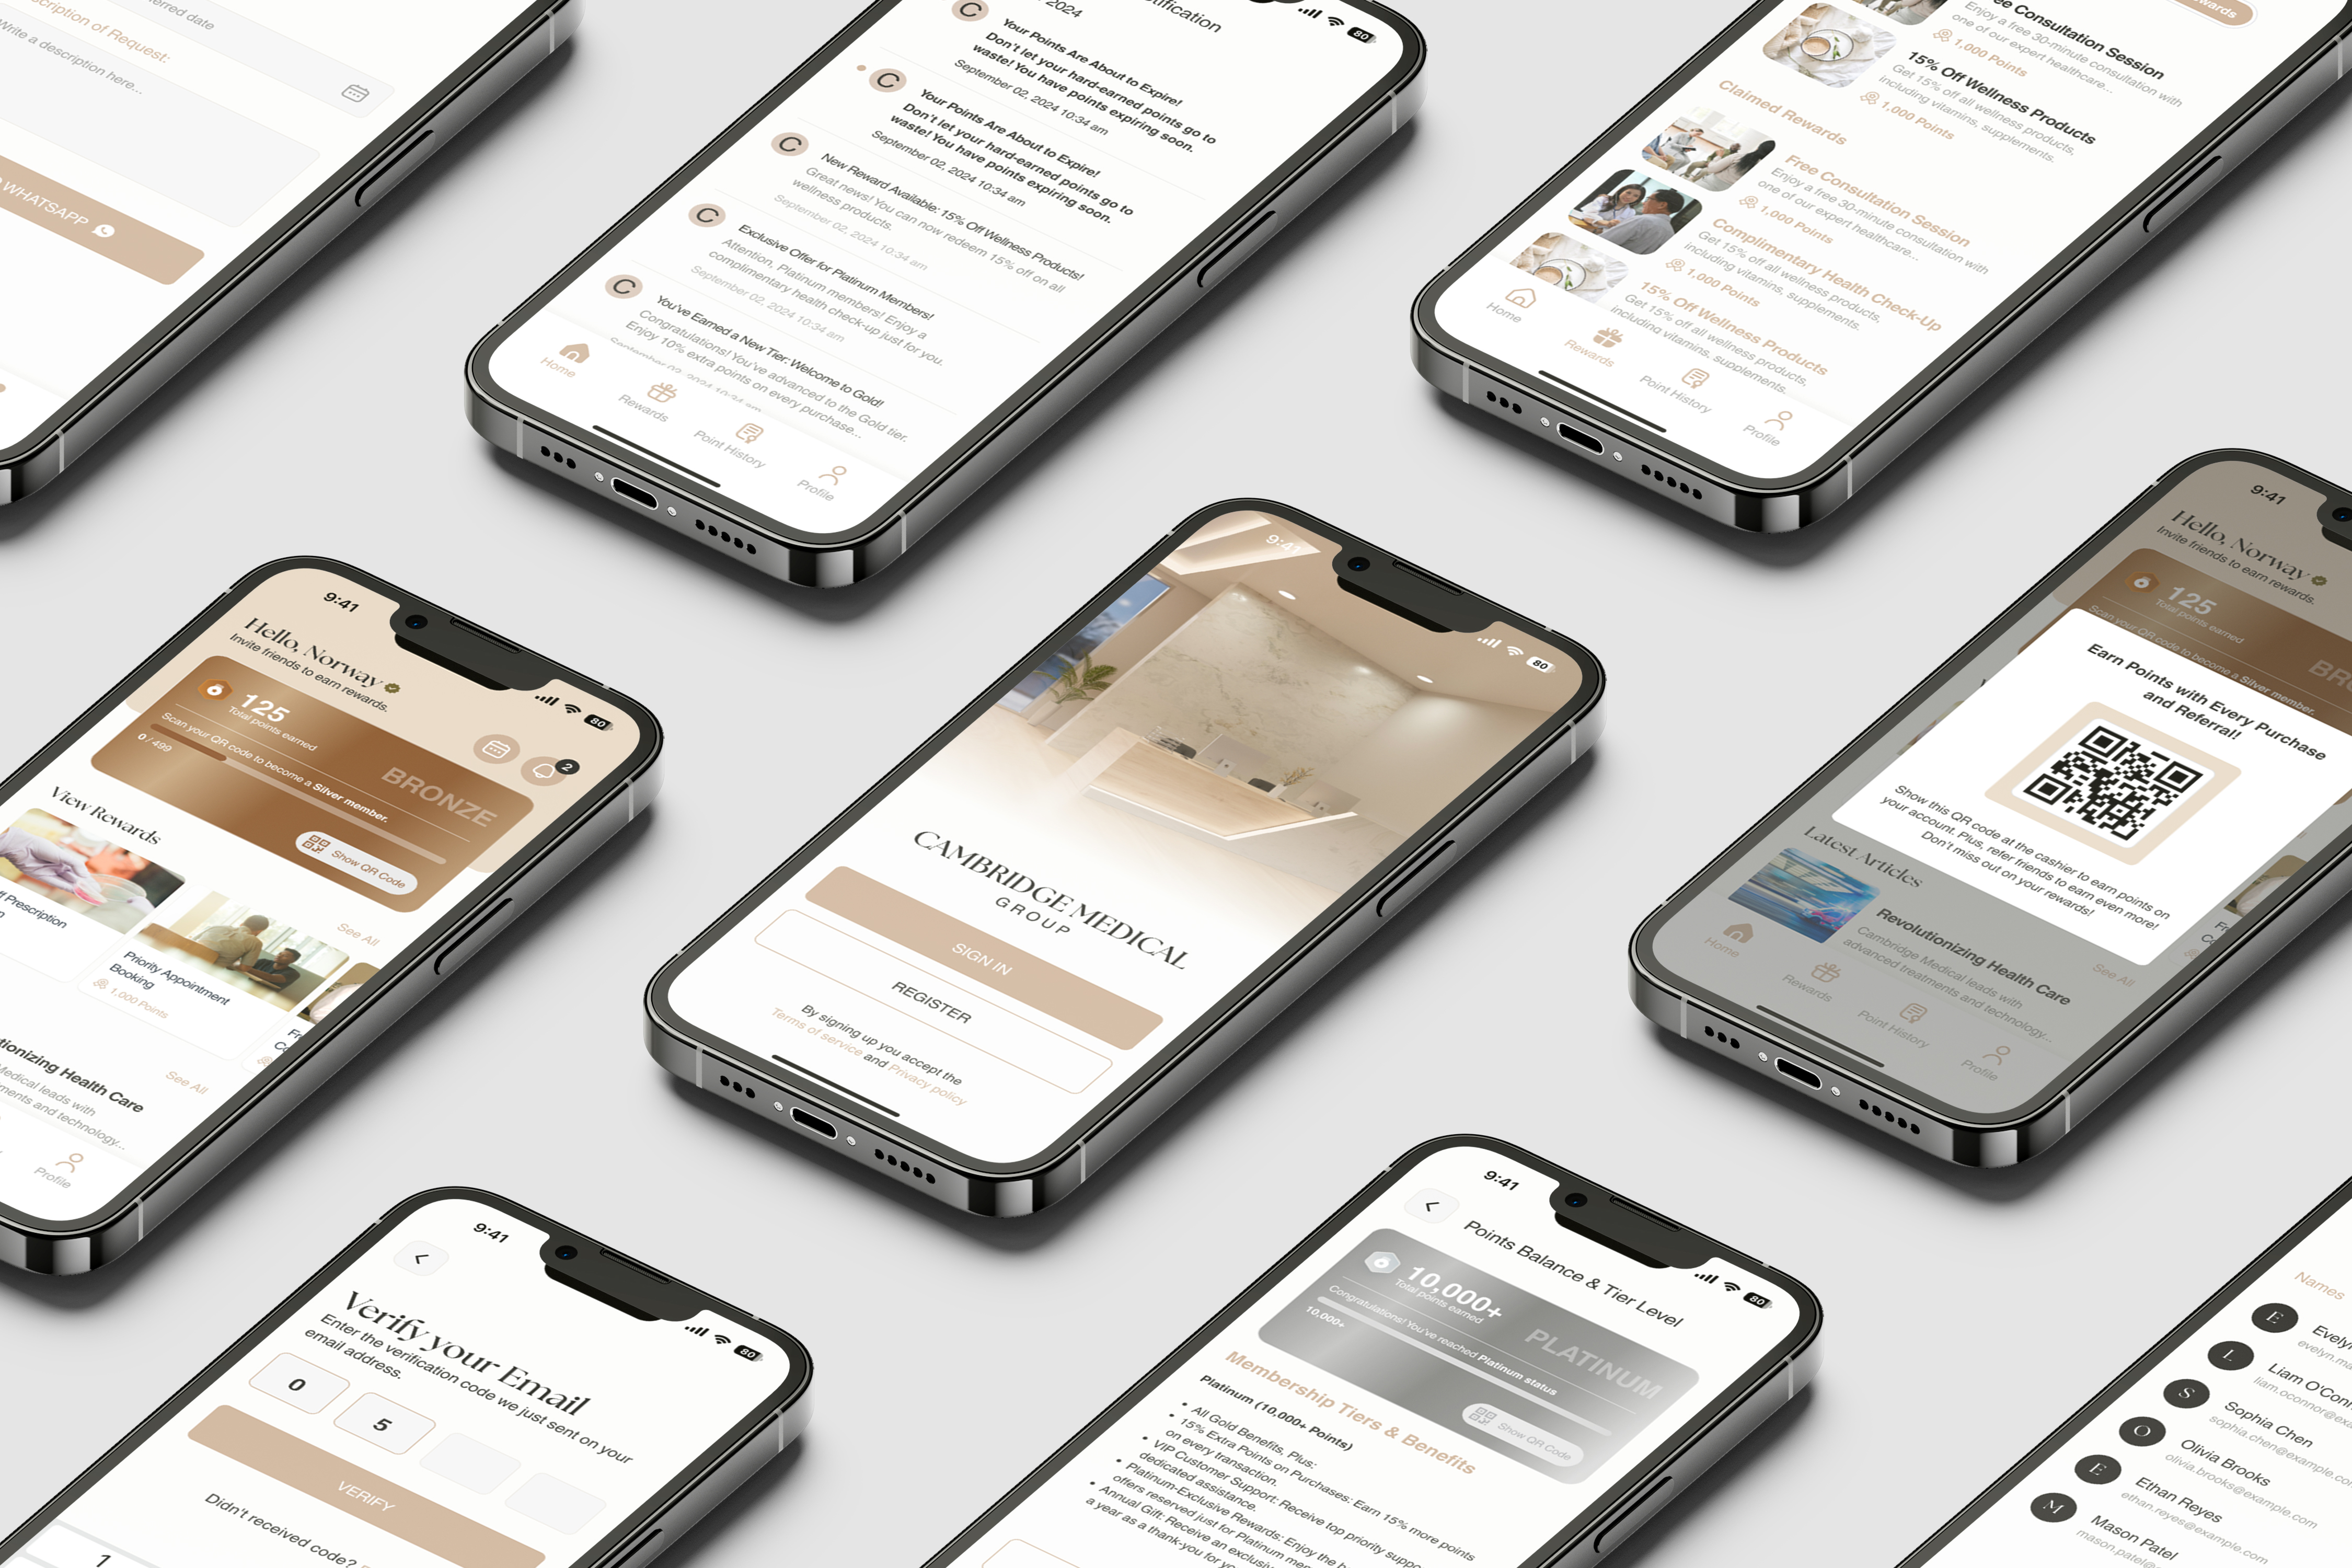 ferred date
scription of Request:
Write a description here...
WHATSAPP
2024
tification
80
Your Points Are About to Expire!
Don't let your hard-earned points go to
waste! You have points expiring soon.
September 02, 2024 10:34 am
Your Points Are About to Expire!
Don't let your hard-earned points go to
waste! You have points expiring soon.
September 02, 2024 10:34 am
New Reward Available: 15% Off Wellness Products!
Great news! You can now redeem 15% off on all
wellness products.
September 02, 2024 10:34 am
Exclusive Offer for Platinum Members!
Attention, Platinum members! Enjoy a
complimentary health check-up just for you.
September 02, 2024 10:34 am
You've Earned a New Tier: Welcome to Gold!
Congratulations! You've advanced to the Gold tier.
Enjoy 10% extra points on every purchase...
September 02, 2024 10:34 am
Home
Rewards
Point History
Profile
wards
ee Consultation Session
Enjoy a free 30-minute consultation with
one of our expert healthcare...
1,000 Points
15% Off Wellness Products
Get 15% off all wellness products,
including vitamins, supplements.
1,000 Points
Claimed Rewards
Free Consultation Session
Enjoy a free 30-minute consultation with
one of our expert healthcare...
1,000 Points
Complimentary Health Check-Up
Get 15% off all wellness products,
including vitamins, supplements.
1,000 Points
15% Off Wellness Products
Get 15% off all wellness products,
including vitamins, supplements.
Home
Rewards
Point History
Profile
9:41
80
Hello, Norway
Invite friends to earn rewards.
2
125
Total points earned
BRONZE
Scan your QR code to become a Silver member.
0 / 499
Show QR Code
View Rewards
See All
f Prescription
n
Priority Appointment
Booking
1,000 Points
Fr
Co
See All
tionizing Health Care
Medical leads with
ments and technology...
Profile
9:41
80
CAMBRIDGE MEDICAL
GROUP
SIGN IN
REGISTER
By signing up you accept the
Terms of service and Privacy policy
9:41
Hello, Norway
Invite friends to earn rewards.
125
Total points earned
BRO
Scan your QR code to become a Silver member.
Earn Points with Every Purchase
and Referral!
Show this QR code at the cashier to earn points on
your account. Plus, refer friends to earn even more!
Don't miss out on your rewards!
Fr
Co
Latest Articles
See All
Revolutionizing Health Care
Cambridge Medical leads with
advanced treatments and technology...
Home
Rewards
Point History
Profile
9:41
80
Verify your Email
Enter the verification code we just sent on your
email address.
0
5
VERIFY
Didn't received code?
1
9:41
80
Points Balance & Tier Level
10,000+
Total points earned
PLATINUM
Congratulations! You've reached Platinum status
10,000+
Show QR Code
Membership Tiers & Benefits
Platinum (10,000+ Points)
• All Gold Benefits, Plus:
• 15% Extra Points on Purchases: Earn 15% more points
on every transaction.
• VIP Customer Support: Receive top priority suppo
dedicated assistance.
• Platinum-Exclusive Rewards: Enjoy the b
offers reserved just for Platinum mem
• Annual Gift: Receive an exclusiv
a year as a thank-you for yo
Names
E
Evelyn
evelyn.ma
L
Liam O'Conn
liam.oconnor@exa
S
Sophia Chen
sophia.chen@example.co
O
Olivia Brooks
olivia.brooks@example.com
E
Ethan Reyes
ethan.reyes@example.com
M
Mason Patel
mason.patel@